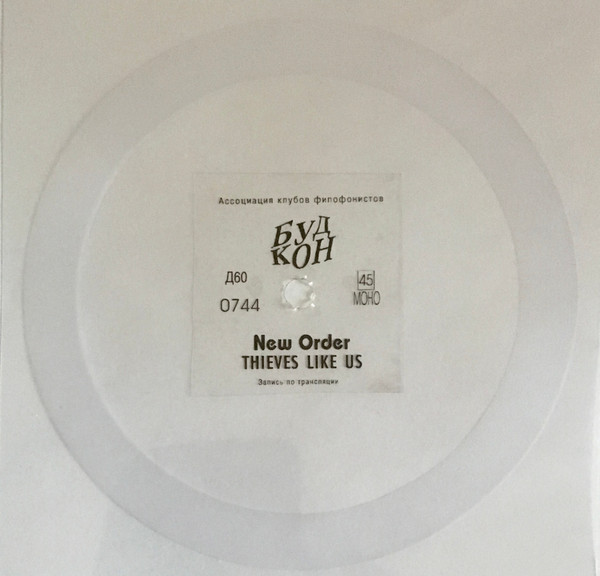 Ассоциация клубов филофонистов
БУД
КОН
Д60
45
0744
МОНО
New Order
THIEVES LIKE US
Запись по трансляции